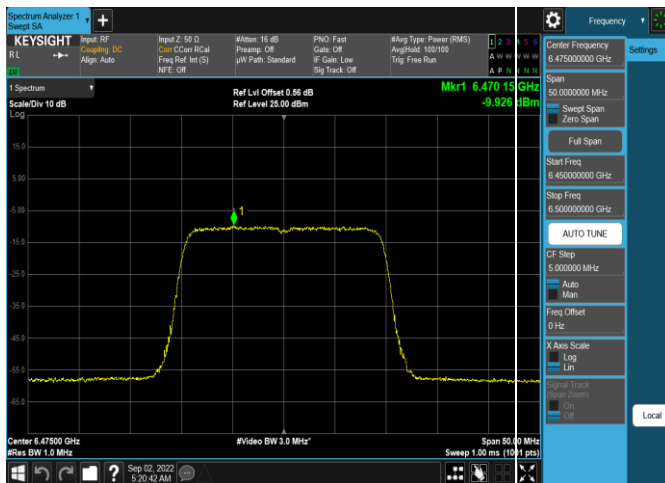 Spectrum Analyzer 1
Swept SA
Frequency
KEYSIGHT
RL
Input: RF
Coupling: DC
Align: Auto
Input Z: 50 Ω
Corr CCorr RCal
Freq Ref: Int (S)
NFE: Off
#Atten: 16 dB
Preamp: Off
µW Path: Standard
PNO: Fast
Gate: Off
IF Gain: Low
Sig Track: Off
#Avg Type: Power (RMS)
Avg|Hold: 100/100
Trig: Free Run
1 2 3 4 5 6
A W W W W W
A P N N N N
1 Spectrum
Scale/Div 10 dB
Log
Ref Lvl Offset 0.56 dB
Ref Level 25.00 dBm
Mkr1 6.470 15 GHz
-9.926 dBm
15.0
5.00
-5.00
-15.0
-25.0
-35.0
-45.0
-55.0
-65.0
1
Center 6.47500 GHz
#Res BW 1.0 MHz
#Video BW 3.0 MHz*
Span 50.00 MHz
Sweep 1.00 ms (1001 pts)
Sep 02, 2022
5:20:42 AM
Center Frequency
6.475000000 GHz
Settings
Span
50.0000000 MHz
Swept Span
Zero Span
Full Span
Start Freq
6.450000000 GHz
Stop Freq
6.500000000 GHz
AUTO TUNE
CF Step
5.000000 MHz
Auto
Man
Freq Offset
0 Hz
X Axis Scale
Log
Lin
Signal Track
(Span Zoom)
On
Off
Local